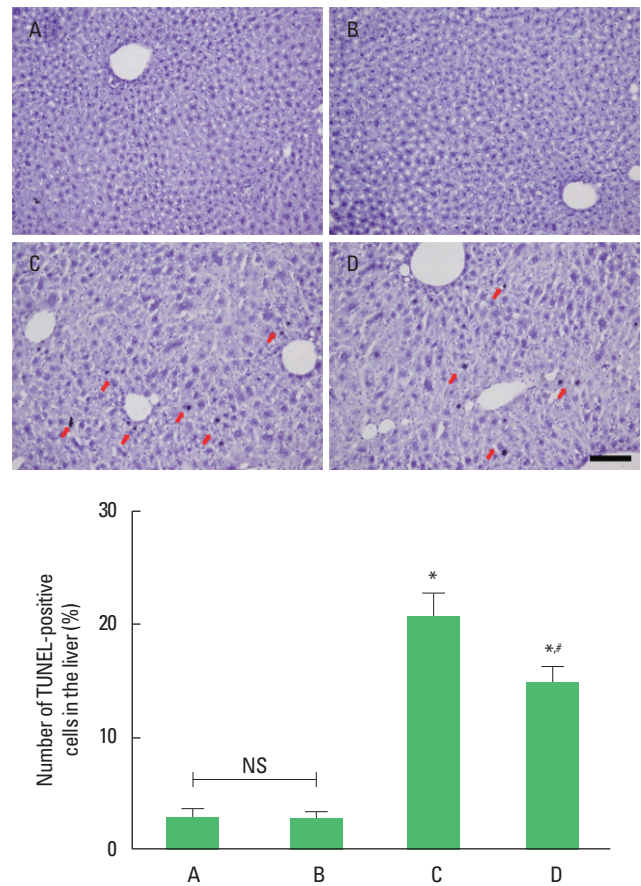 A
B
C
D
30
20
10
0
Number of TUNEL-positive
cells in the liver (%)
NS
*
*,#
A
B
C
D